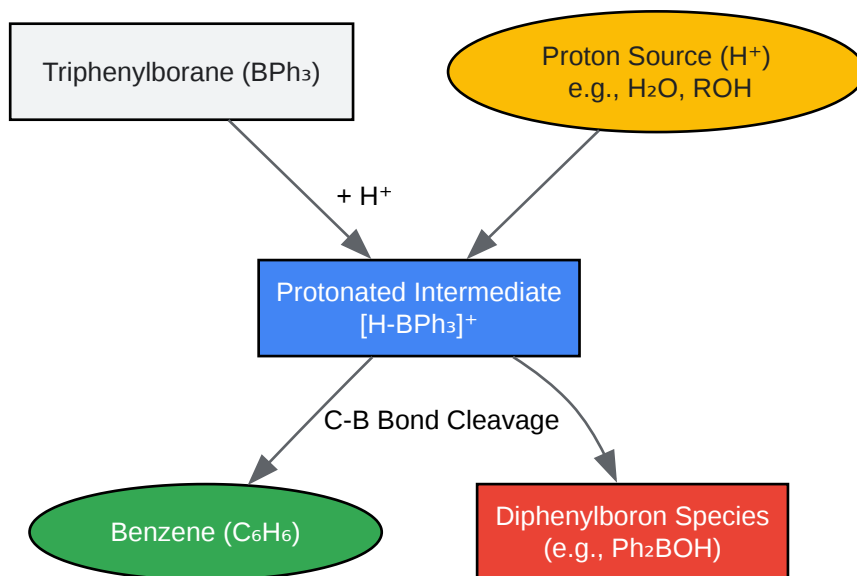 Triphenylborane (BPh₃)
Proton Source (H⁺)
e.g., H₂O, ROH
+ H⁺
Protonated Intermediate
[H-BPh₃]⁺
C-B Bond Cleavage
Benzene (C₆H₆)
Diphenylboron Species
(e.g., Ph₂BOH)